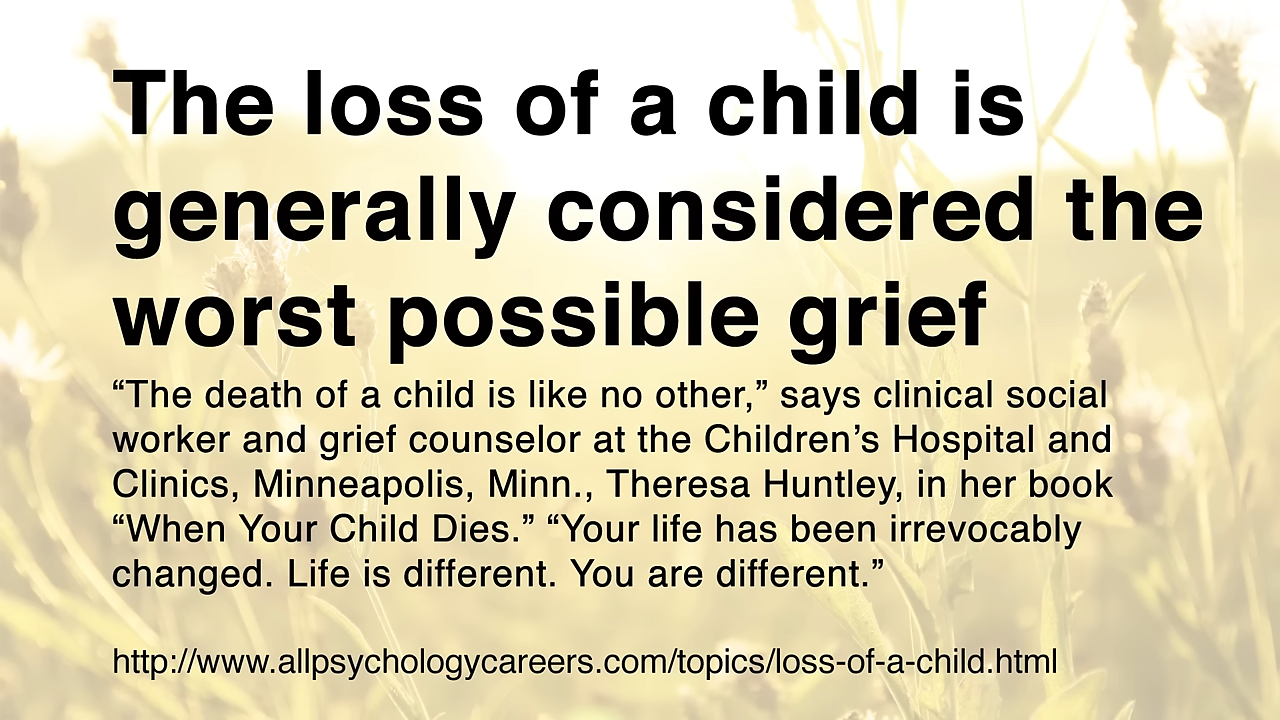 The loss of a child is
generally considered the
worst possible grief
“The death of a child is like no other,” says clinical social
worker and grief counselor at the Children’s Hospital and
Clinics, Minneapolis, Minn., Theresa Huntley, in her book
“When Your Child Dies.” “Your life has been irrevocably
changed. Life is different. You are different.”
http://www.allpsychologycareers.com/topics/loss-of-a-child.html